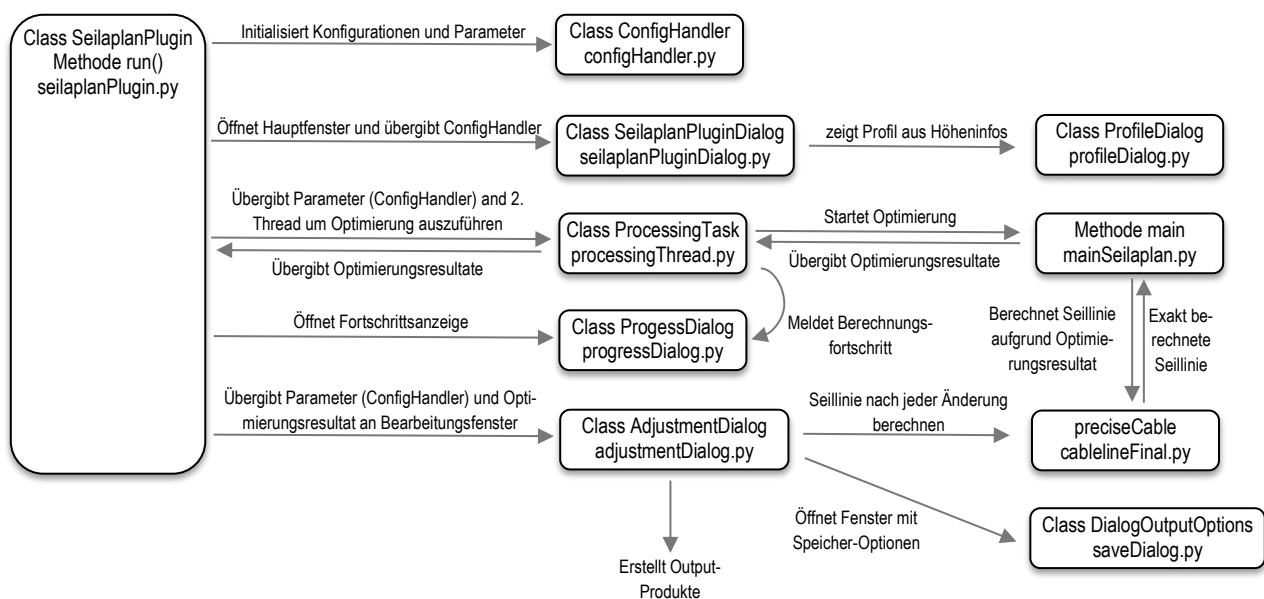 Class SeilaplanPlugin
Methode run()
seilaplanPlugin.py
Initialisiert Konfigurationen und Parameter
Class ConfigHandler
configHandler.py
Öffnet Hauptfenster und übergibt ConfigHandler
Class SeilaplanPluginDialog
seilaplanPluginDialog.py
zeigt Profil aus Höheninfos
Class ProfileDialog
profileDialog.py
Übergibt Parameter (ConfigHandler) and 2.
Thread um Optimierung auszuführen
Übergibt Optimierungsresultate
Class ProcessingTask
processingThread.py
Startet Optimierung
Übergibt Optimierungsresultate
Methode main
mainSeilaplan.py
Öffnet Fortschrittsanzeige
Class ProgessDialog
progressDialog.py
Meldet Berechnungs-
fortschritt
Berechnet Seillinie
aufgrund Optimie-
rungsresultat
Exakt be-
rechnete
Seillinie
Übergibt Parameter (ConfigHandler) und Opti-
mierungsresultat an Bearbeitungsfenster
Class AdjustmentDialog
adjustmentDialog.py
Seillinie nach jeder Änderung
berechnen
preciseCable
cablelineFinal.py
Öffnet Fenster mit
Speicher-Optionen
Class DialogOutputOptions
saveDialog.py
Erstellt Output-
Produkte